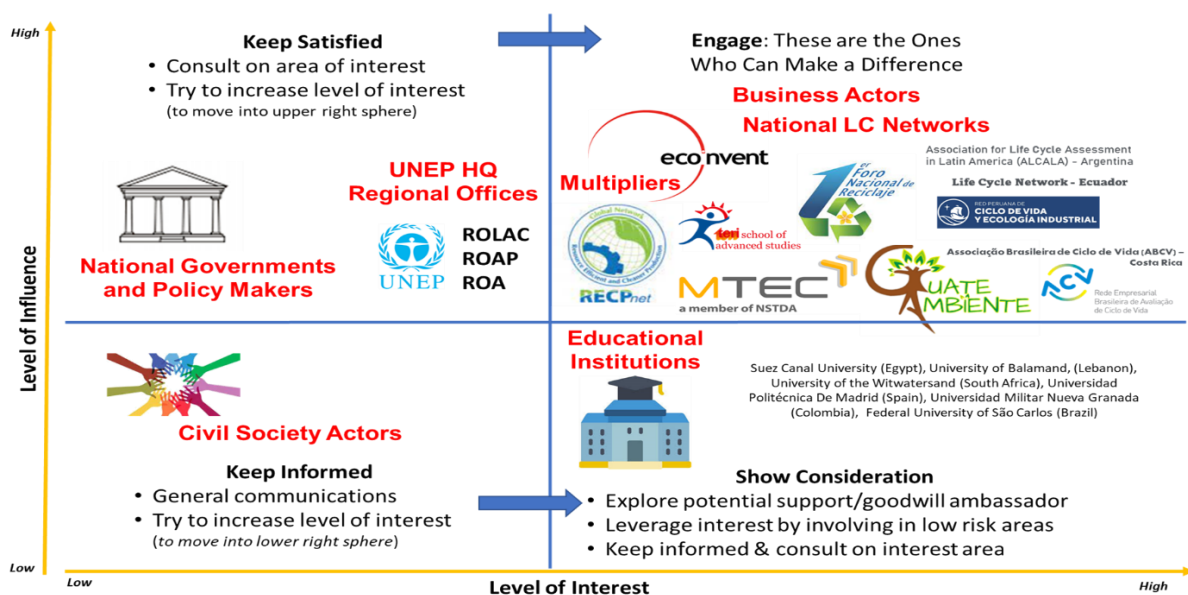 High
Keep Satisfied
• Consult on area of interest
• Try to increase level of interest
(to move into upper right sphere)
Engage: These are the Ones
Who Can Make a Difference
Business Actors
National LC Networks
UNEP HQ
Regional Offices
UNEP
ROLAC
ROAP
ROA
National Governments
and Policy Makers
Multipliers
ecoinvent
1er
Foro
Nacional de
Reciclaje
Association for Life Cycle Assessment
in Latin America (ALCALA) - Argentina
Life Cycle Network - Ecuador
RED PERUANA DE
CICLO DE VIDA
Y ECOLOGÍA INDUSTRIAL
Global Network
Resource Efficient and Cleaner Production
RECPnet
teri school of
advanced studies
MTEC
a member of NSTDA
GUATE
AMBIENTE
Associação Brasileira de Ciclo de Vida (ABCV) –
Costa Rica
ACV
Rede Empresarial
Brasileira de Avaliação
de Ciclo de Vida
Level of Influence
Civil Society Actors
Keep Informed
• General communications
• Try to increase level of interest
(to move into lower right sphere)
Educational
Institutions
Suez Canal University (Egypt), University of Balamand, (Lebanon),
University of the Witwatersand (South Africa), Universidad
Politécnica De Madrid (Spain), Universidad Militar Nueva Granada
(Colombia), Federal University of São Carlos (Brazil)
Show Consideration
• Explore potential support/goodwill ambassador
• Leverage interest by involving in low risk areas
• Keep informed & consult on interest area
Low
Low
Level of Interest
High